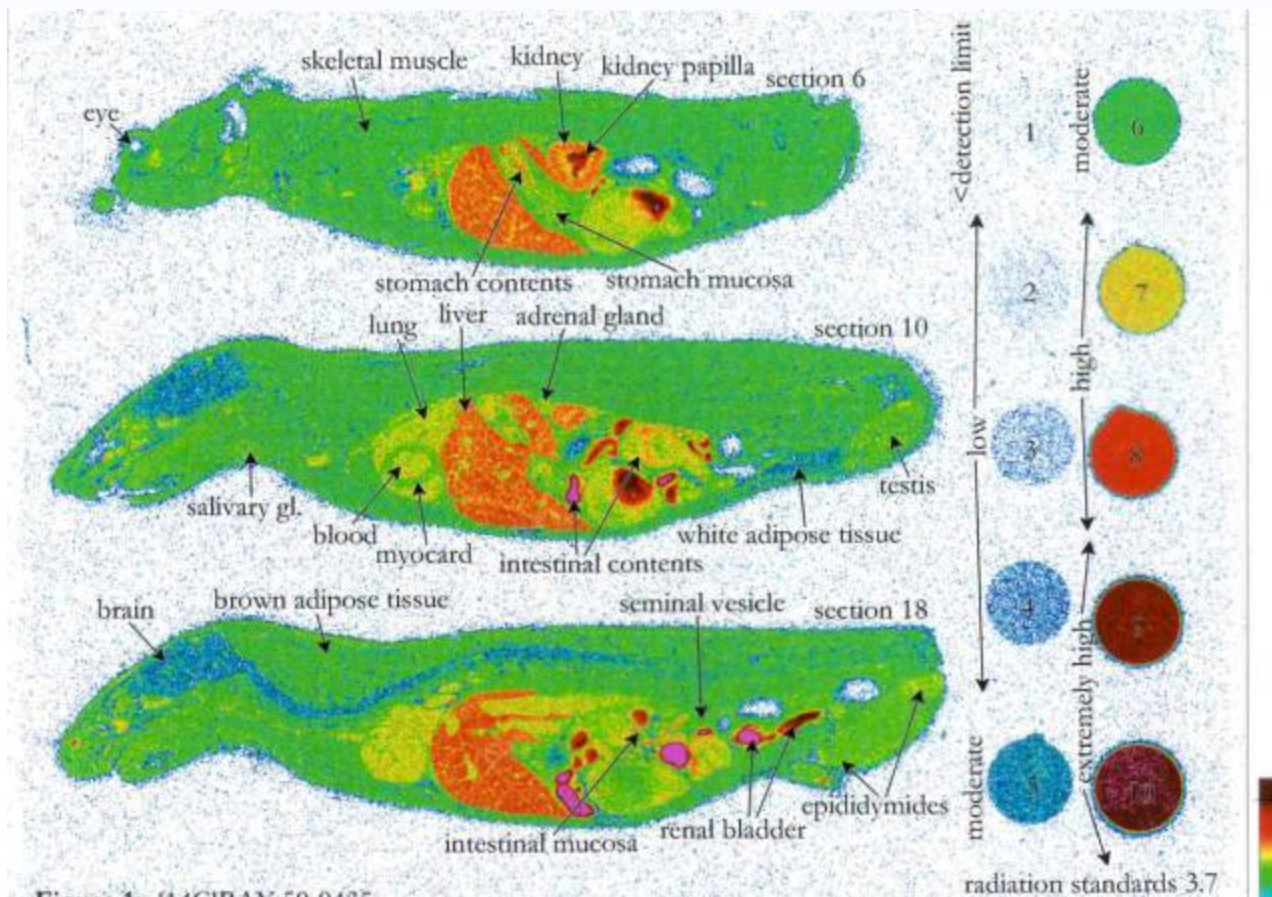 skeletal muscle
kidney
kidney papilla
section 6
eye
stomach contents
stomach mucosa
lung
liver
adrenal gland
section 10
salivary gl.
blood
myocard
intestinal contents
white adipose tissue
testis
brain
brown adipose tissue
seminal vesicle
section 18
intestinal mucosa
renal bladder
epididymides
<detection limit
low
moderate
1
2
3
4
5
moderate
high
extremely high
6
7
8
9
10
radiation standards 3.7